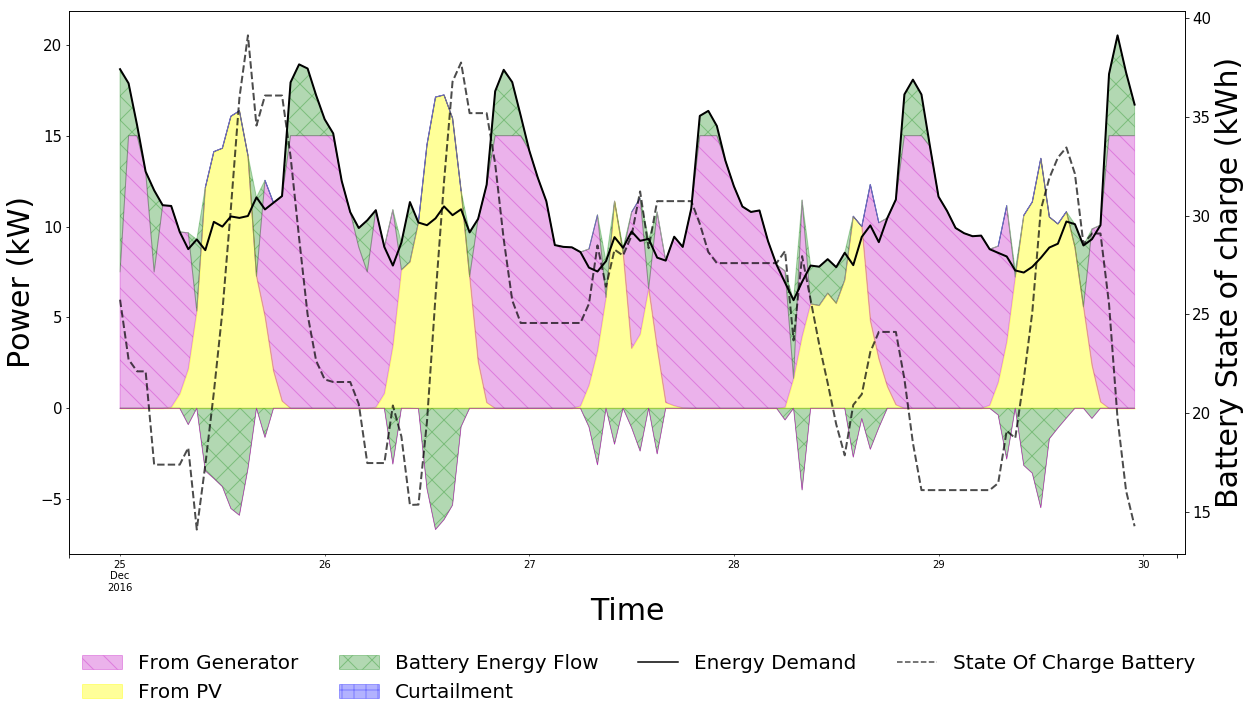 Power (kW)
20
15
10
5
0
−5
40
35
30
25
20
15
Battery State of charge (kWh)
25
Dec
2016
26
27
28
29
30
Time
From Generator
Battery Energy Flow
Energy Demand
State Of Charge Battery
From PV
Curtailment